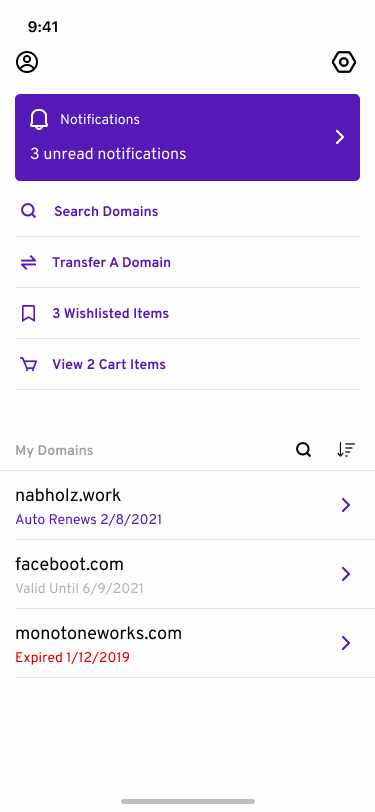 9:41
Notifications
3 unread notifications
Search Domains
Transfer A Domain
3 Wishlisted Items
View 2 Cart Items
My Domains
nabholz.work
Auto Renews 2/8/2021
faceboot.com
Valid Until 6/9/2021
monotoneworks.com
Expired 1/12/2019